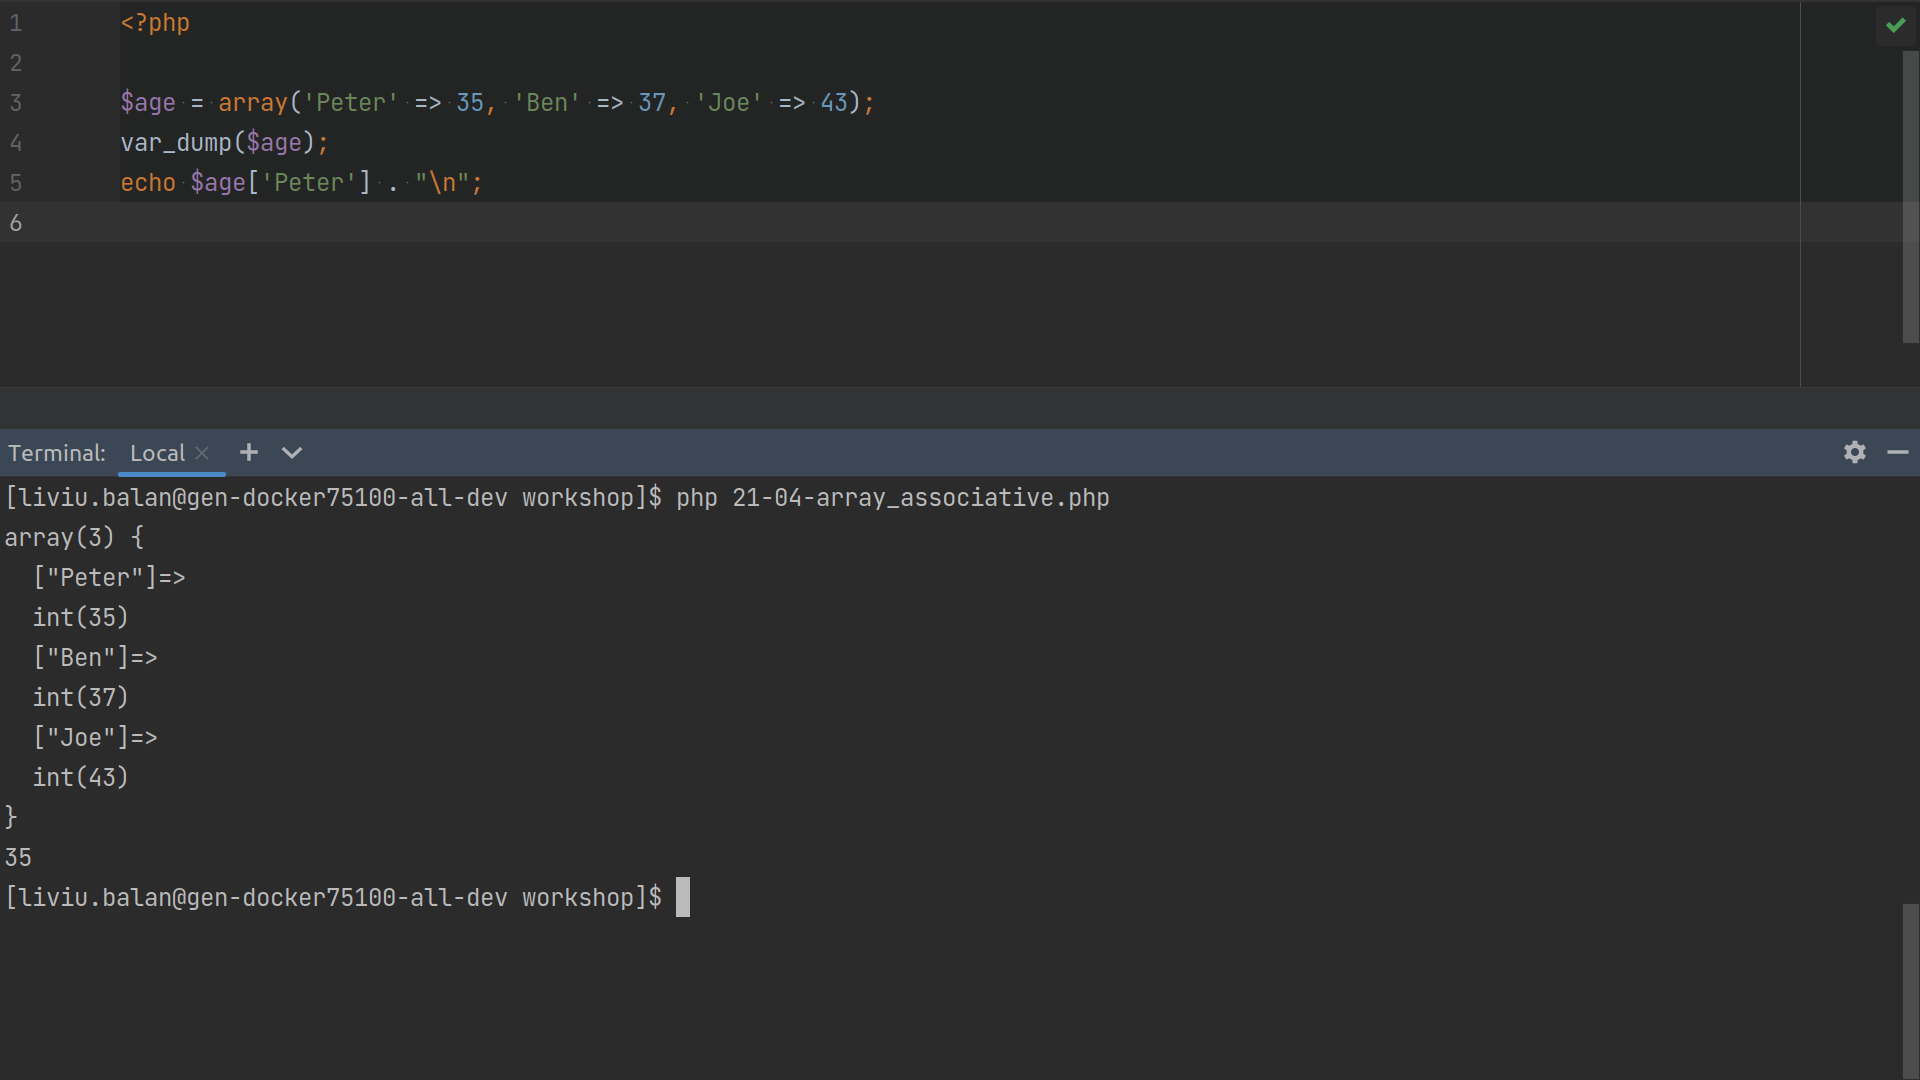 1 <?php
2
3 $age = array('Peter' => 35, 'Ben' => 37, 'Joe' => 43);
4 var_dump($age);
5 echo $age['Peter'] . "\n";
6
Terminal: Local
[liviu.balan@gen-docker75100-all-dev workshop]$ php 21-04-array_associative.php
array(3) {
  ["Peter"]=>
  int(35)
  ["Ben"]=>
  int(37)
  ["Joe"]=>
  int(43)
}
35
[liviu.balan@gen-docker75100-all-dev workshop]$